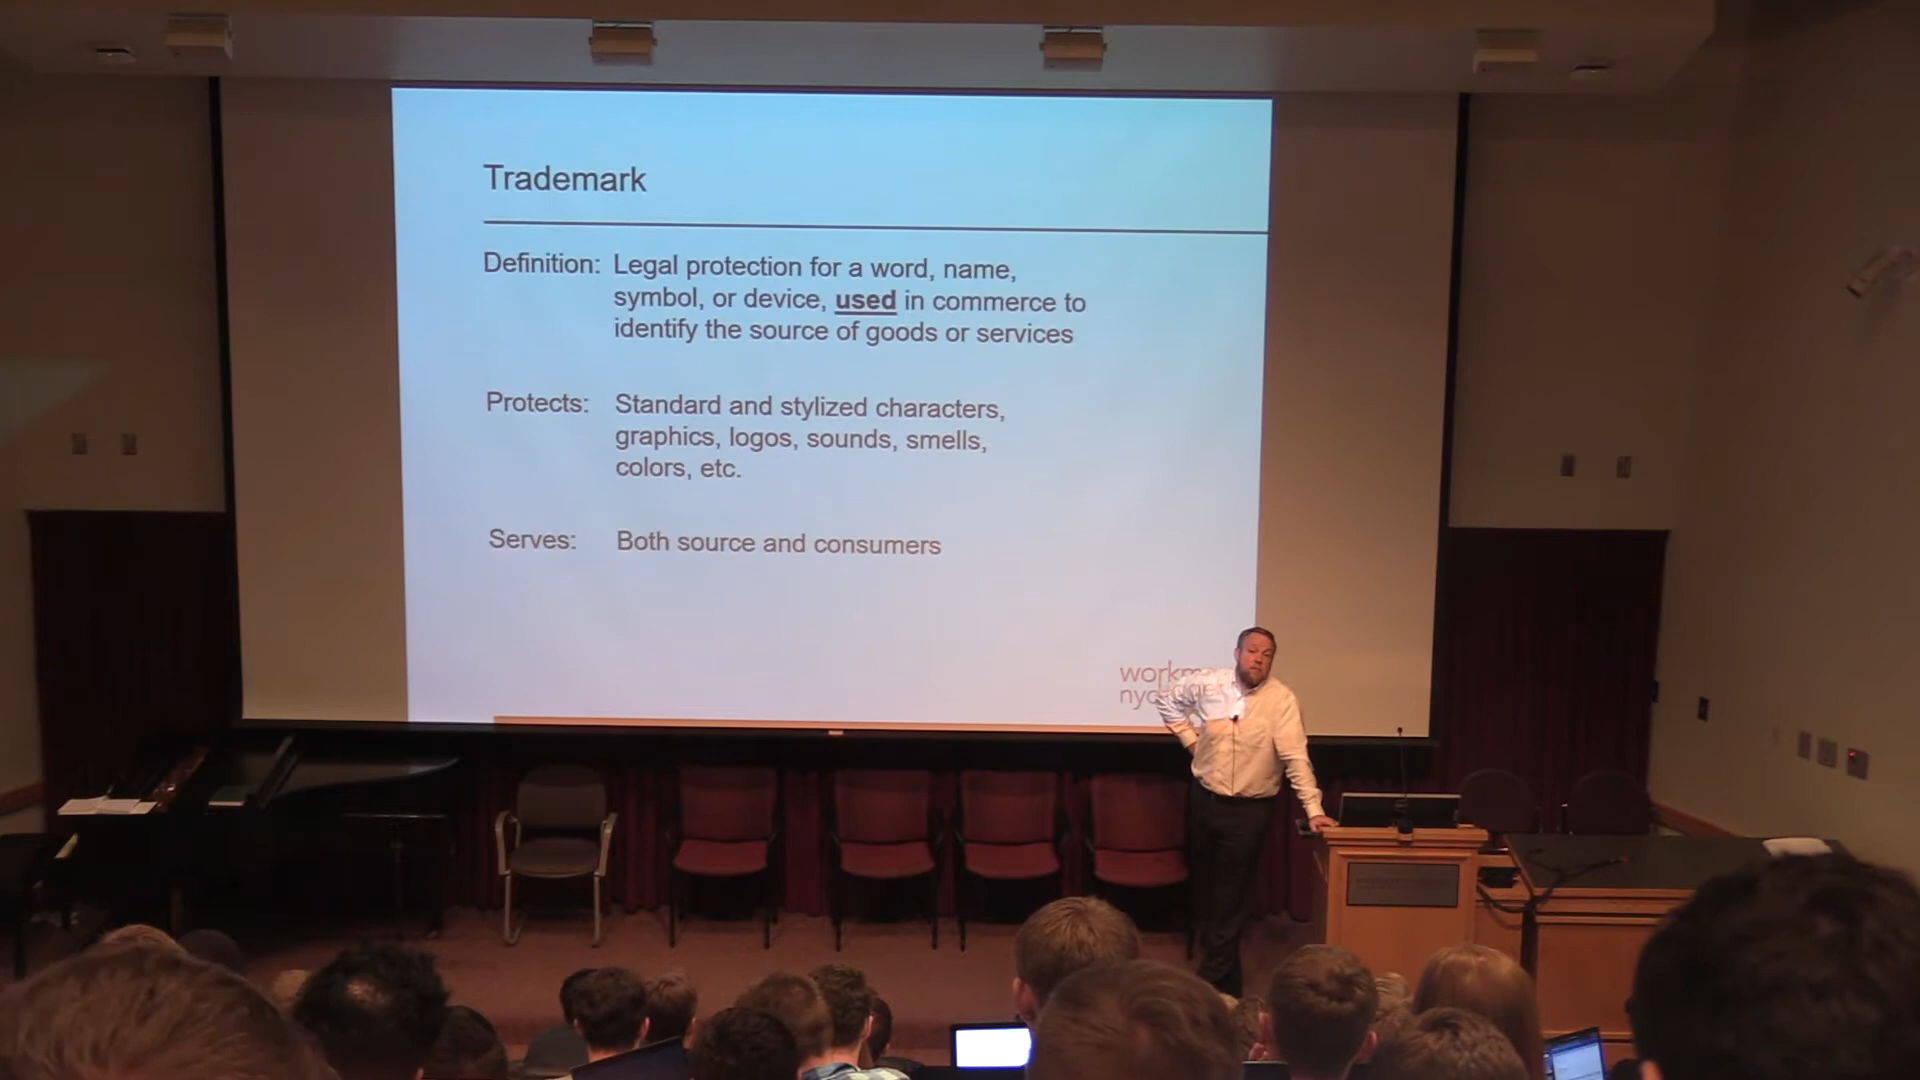 Trademark
Definition: Legal protection for a word, name,
symbol, or device, used in commerce to
identify the source of goods or services
Protects: Standard and stylized characters,
graphics, logos, sounds, smells,
colors, etc.
Serves: Both source and consumers